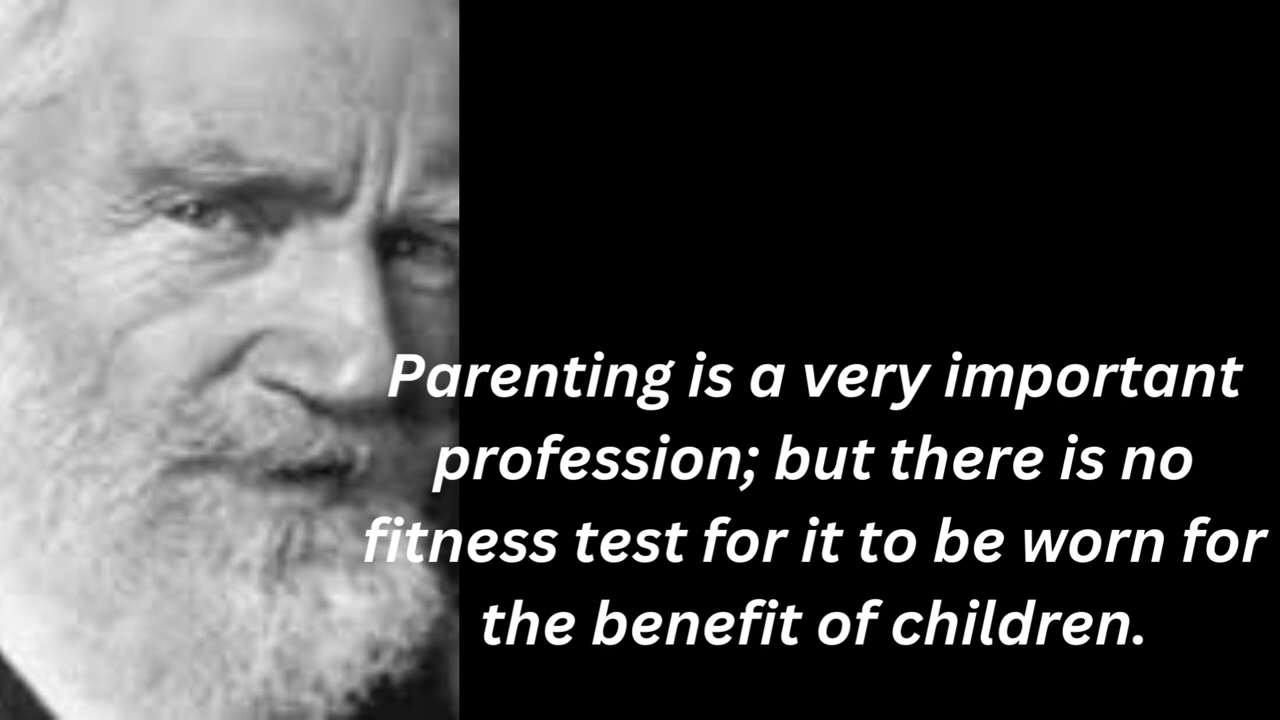 Parenting is a very important
profession; but there is no
fitness test for it to be worn for
the benefit of children.